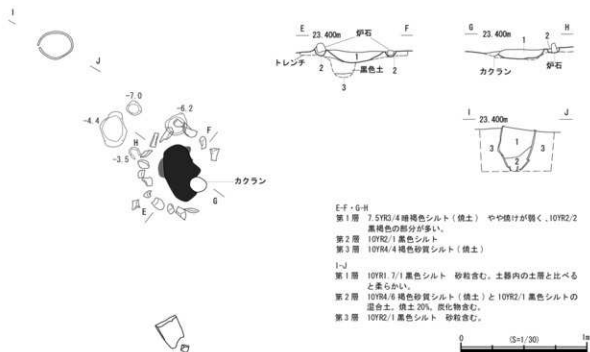 I
J
-7.0
-4.4
-6.2
H
F
-3.5
カクラン
G
E
E 23.400m 炉石 F
トレンチ
1
2 黒色土 2
3
G 23.400m 1 2 H
カクラン 炉石
I 23.400m J
3 1 3
2
E-F・G-H
第1層 7.5YR3/4暗褐色シルト(焼土) やや焼けが弱く、10YR2/2
黒褐色の部分が多い。
第2層 10YR2/1黒色シルト
第3層 10YR4/4褐色砂質シルト(焼土)
I-J
第1層 10YR1.7/1黒色シルト 砂粒含む。土器内の土層と比べる
と柔らかい。
第2層 10YR4/6褐色砂質シルト(焼土)と10YR2/1黒色シルトの
混合土。焼土20%。炭化物含む。
第3層 10YR2/1黒色シルト 砂粒含む。
0 (S=1/30) 1m